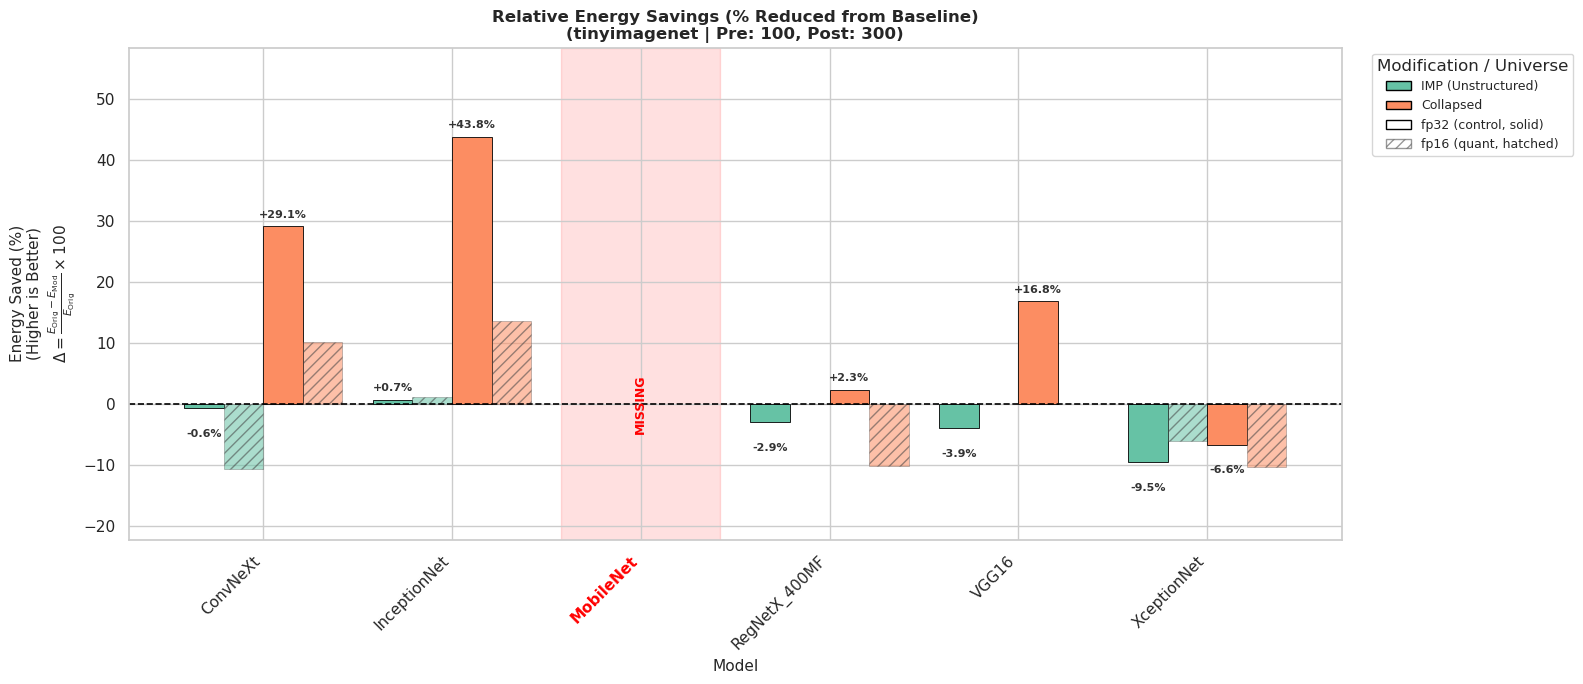 Relative Energy Savings (% Reduced from Baseline)
(tinyimagenet | Pre: 100, Post: 300)
Energy Saved (%)
(Higher is Better)
Δ = (E_Orig − E_Mod) / E_Orig × 100
50
40
30
20
10
0
−10
−20
-0.6%
+29.1%
+0.7%
+43.8%
MISSING
-2.9%
+2.3%
-3.9%
+16.8%
-9.5%
-6.6%
ConvNeXt
InceptionNet
MobileNet
RegNetX_400MF
VGG16
XceptionNet
Model
Modification / Universe
IMP (Unstructured)
Collapsed
fp32 (control, solid)
fp16 (quant, hatched)